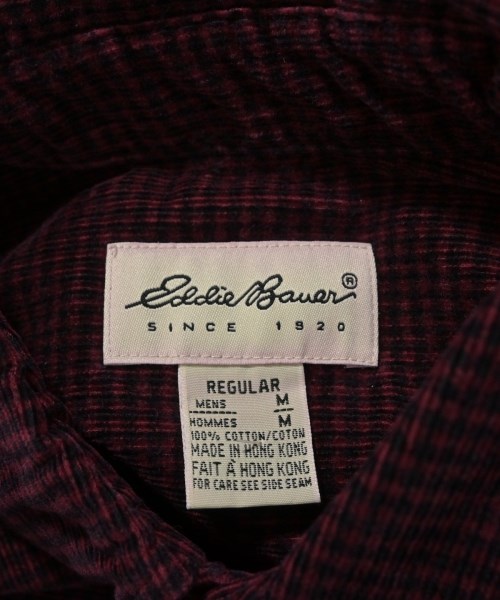 Eddie Bauer®
SINCE 1920
REGULAR
MENS M
HOMMES M
100% COTTON/COTON
MADE IN HONG KONG
FAIT À HONG KONG
FOR CARE SEE SIDE SEAM